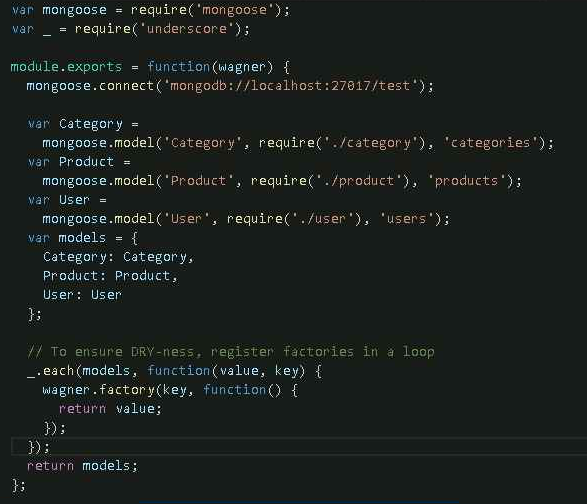 var mongoose = require('mongoose');
var _ = require('underscore');
module.exports = function(wagner) {
  mongoose.connect('mongodb://localhost:27017/test');
  var Category =
    mongoose.model('Category', require('./category'), 'categories');
  var Product =
    mongoose.model('Product', require('./product'), 'products');
  var User =
    mongoose.model('User', require('./user'), 'users');
  var models = {
    Category: Category,
    Product: Product,
    User: User
  };
  // To ensure DRY-ness, register factories in a loop
  _.each(models, function(value, key) {
    wagner.factory(key, function() {
      return value;
    });
  });
  return models;
};